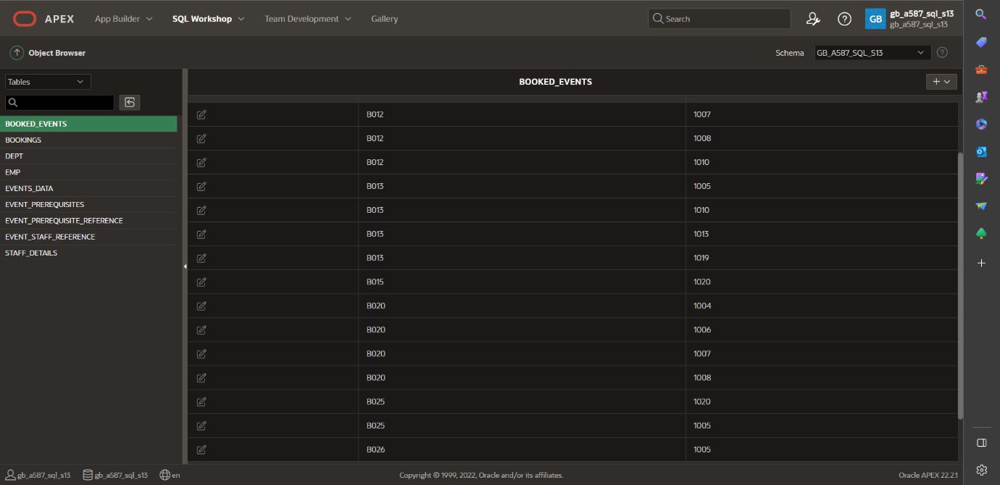 APEX App Builder SQL Workshop Team Development Gallery Search GB gb_a587_sql_s13
gb_a587_sql_s13
Object Browser Schema GB_A587_SQL_S13
Tables
BOOKED_EVENTS
BOOKINGS
DEPT
EMP
EVENTS_DATA
EVENT_PREREQUISITES
EVENT_PREREQUISITE_REFERENCE
EVENT_STAFF_REFERENCE
STAFF_DETAILS
BOOKED_EVENTS
B012 1007
B012 1008
B012 1010
B013 1005
B013 1010
B013 1013
B013 1019
B015 1020
B020 1004
B020 1006
B020 1007
B020 1008
B025 1020
B025 1005
B026 1005
gb_a587_sql_s13 gb_a587_sql_s13 en Copyright © 1999, 2022, Oracle and/or its affiliates. Oracle APEX 22.2.1